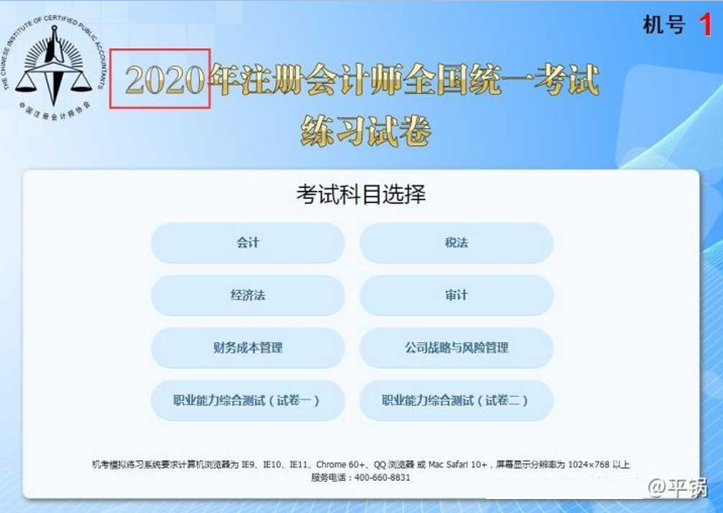 THE CHINESE INSTITUTE OF CERTIFIED PUBLIC ACCOUNTANTS
中国注册会计师协会
机号 1
2020年注册会计师全国统一考试
练习试卷
考试科目选择
会计 税法
经济法 审计
财务成本管理 公司战略与风险管理
职业能力综合测试（试卷一） 职业能力综合测试（试卷二）
机考模拟练习系统要求计算机浏览器为 IE9、IE10、IE11、Chrome 60+、QQ 浏览器 或 Mac Safari 10+，屏幕显示分辨率为 1024×768 以上
服务电话：400-660-8831
@平锅